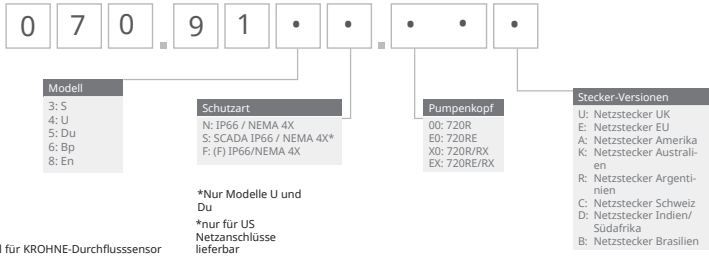 0 7 0 . 9 1 • • . • • •
Modell
3: S
4: U
5: Du
6: Bp
8: En
Schutzart
N: IP66 / NEMA 4X
S: SCADA IP66 / NEMA 4X*
F: (F) IP66/NEMA 4X
*Nur Modelle U und
Du
*nur für US
Netzanschlüsse
lieferbar
Pumpenkopf
00: 720R
E0: 720RE
X0: 720R/RX
EX: 720RE/RX
Stecker-Versionen
U: Netzstecker UK
E: Netzstecker EU
A: Netzstecker Amerika
K: Netzstecker Australi-
en
R: Netzstecker Argenti-
nien
C: Netzstecker Schweiz
D: Netzstecker Indien/
Südafrika
B: Netzstecker Brasilien
für KROHNE-Durchflusssensor